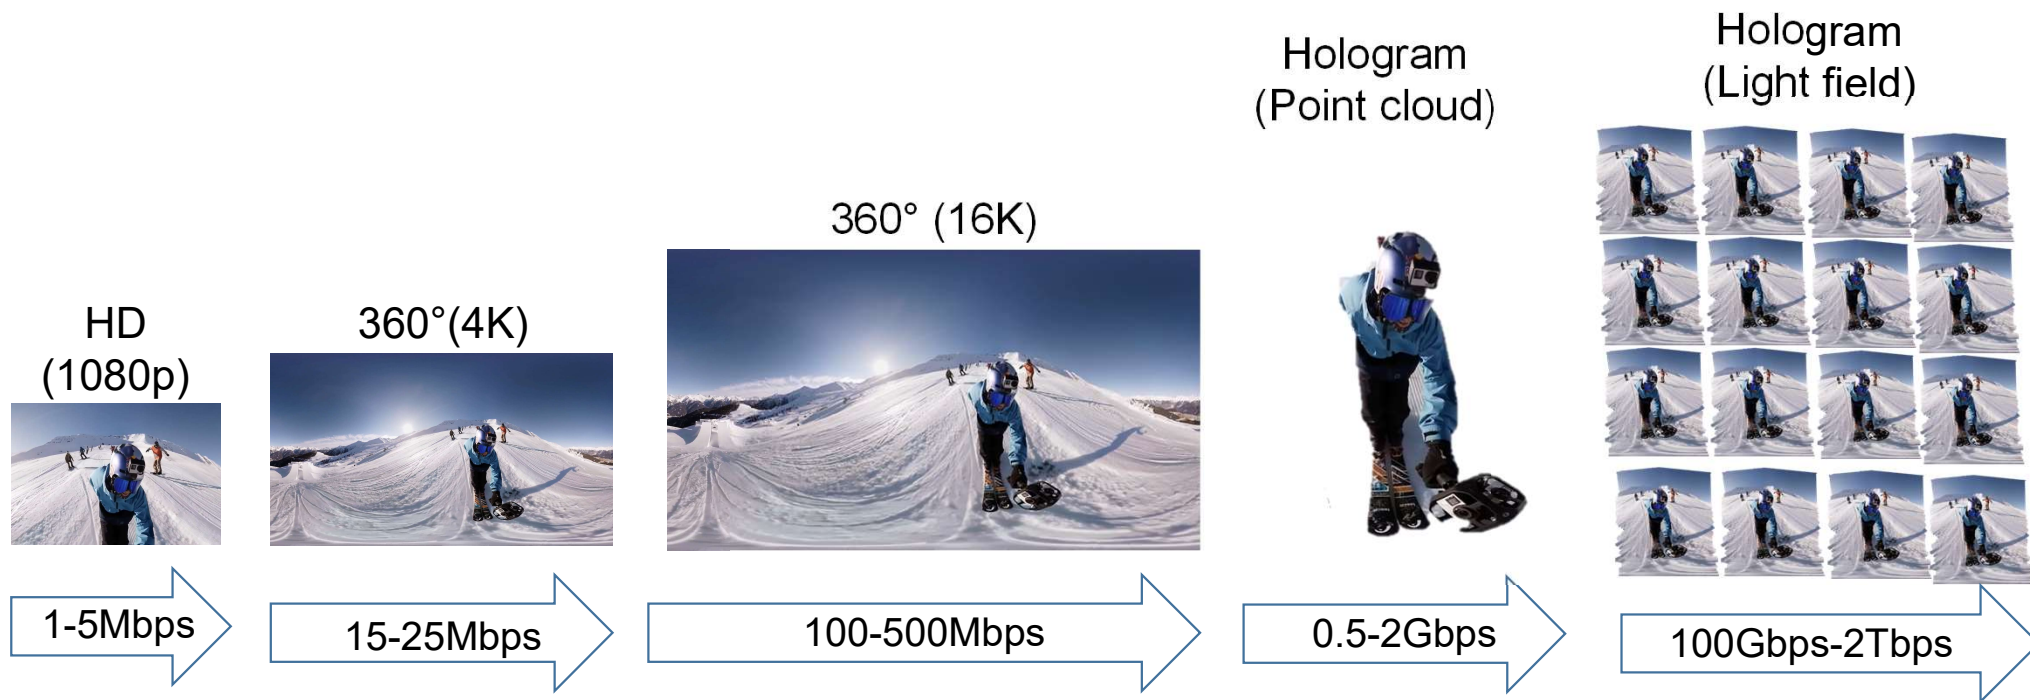 HD
(1080p)
360°(4K)
360° (16K)
Hologram
(Point cloud)
Hologram
(Light field)
1-5Mbps
15-25Mbps
100-500Mbps
0.5-2Gbps
100Gbps-2Tbps